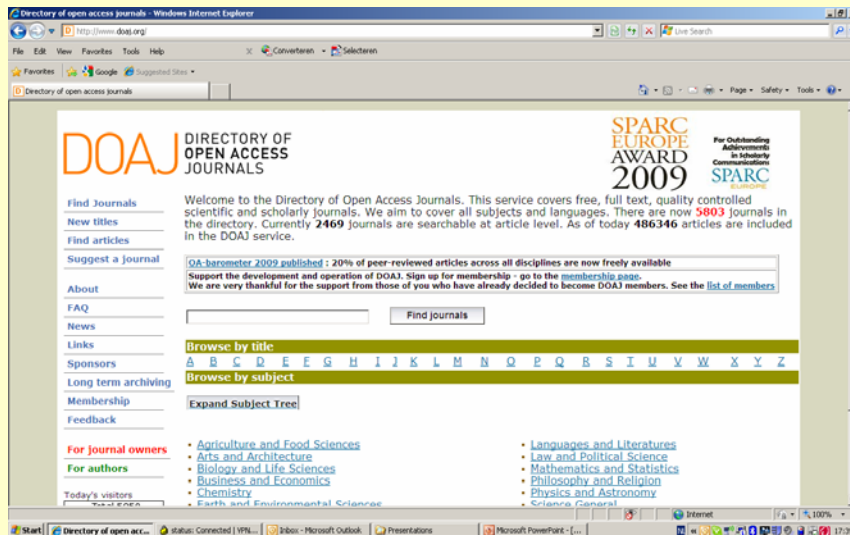 Directory of open access journals - Windows Internet Explorer
http://www.doaj.org/
Live Search
File Edit View Favorites Tools Help
x Converteren Selecteren
Favorites Google Suggested Sites
Directory of open access journals
Page Safety Tools
DOAJ DIRECTORY OF OPEN ACCESS JOURNALS
SPARC EUROPE AWARD 2009
For Outstanding Achievements in Scholarly Communications
SPARC EUROPE
Find Journals
New titles
Find articles
Suggest a journal
About
FAQ
News
Links
Sponsors
Long term archiving
Membership
Feedback
For journal owners
For authors
Today's visitors
Welcome to the Directory of Open Access Journals. This service covers free, full text, quality controlled
scientific and scholarly journals. We aim to cover all subjects and languages. There are now 5803 journals in
the directory. Currently 2469 journals are searchable at article level. As of today 486346 articles are included
in the DOAJ service.
OA-barometer 2009 published : 20% of peer-reviewed articles across all disciplines are now freely available
Support the development and operation of DOAJ. Sign up for membership - go to the membership page.
We are very thankful for the support from those of you who have already decided to become DOAJ members. See the list of members
Find journals
Browse by title
A B C D E F G H I J K L M N O P Q R S T U V W X Y Z
Browse by subject
Expand Subject Tree
• Agriculture and Food Sciences
• Arts and Architecture
• Biology and Life Sciences
• Business and Economics
• Chemistry
• Earth and Environmental Sciences
• Languages and Literatures
• Law and Political Science
• Mathematics and Statistics
• Philosophy and Religion
• Physics and Astronomy
• Science General
Internet
100%
Start Directory of open acc... status: Connected | VPN... Inbox - Microsoft Outlook Presentations Microsoft PowerPoint - [... 17:35